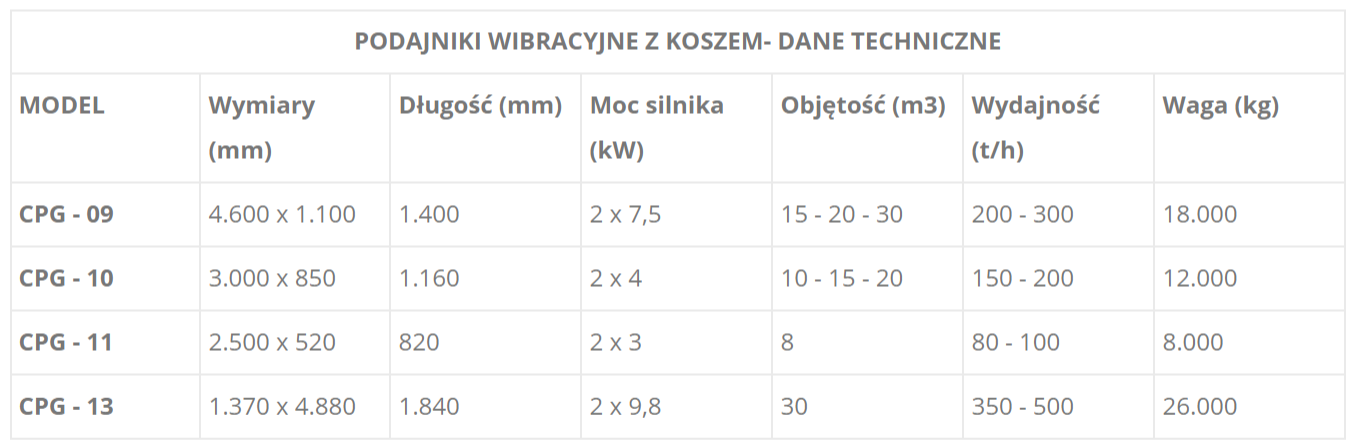 PODAJNIKI WIBRACYJNE Z KOSZEM- DANE TECHNICZNE
MODEL Wymiary (mm) Długość (mm) Moc silnika (kW) Objętość (m3) Wydajność (t/h) Waga (kg)
CPG - 09 4.600 x 1.100 1.400 2 x 7,5 15 - 20 - 30 200 - 300 18.000
CPG - 10 3.000 x 850 1.160 2 x 4 10 - 15 - 20 150 - 200 12.000
CPG - 11 2.500 x 520 820 2 x 3 8 80 - 100 8.000
CPG - 13 1.370 x 4.880 1.840 2 x 9,8 30 350 - 500 26.000